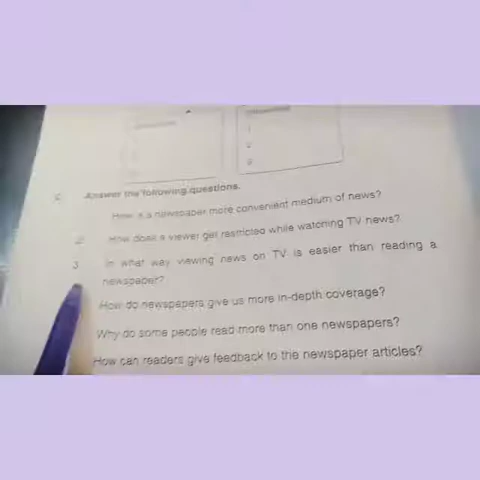 1
2
3
C. Answer the following questions.
How is a newspaper more convenient medium of news?
2. How does a viewer get restricted while watching TV news?
3. In what way viewing news on TV is easier than reading a
newspaper?
How do newspapers give us more in-depth coverage?
Why do some people read more than one newspapers?
How can readers give feedback to the newspaper articles?